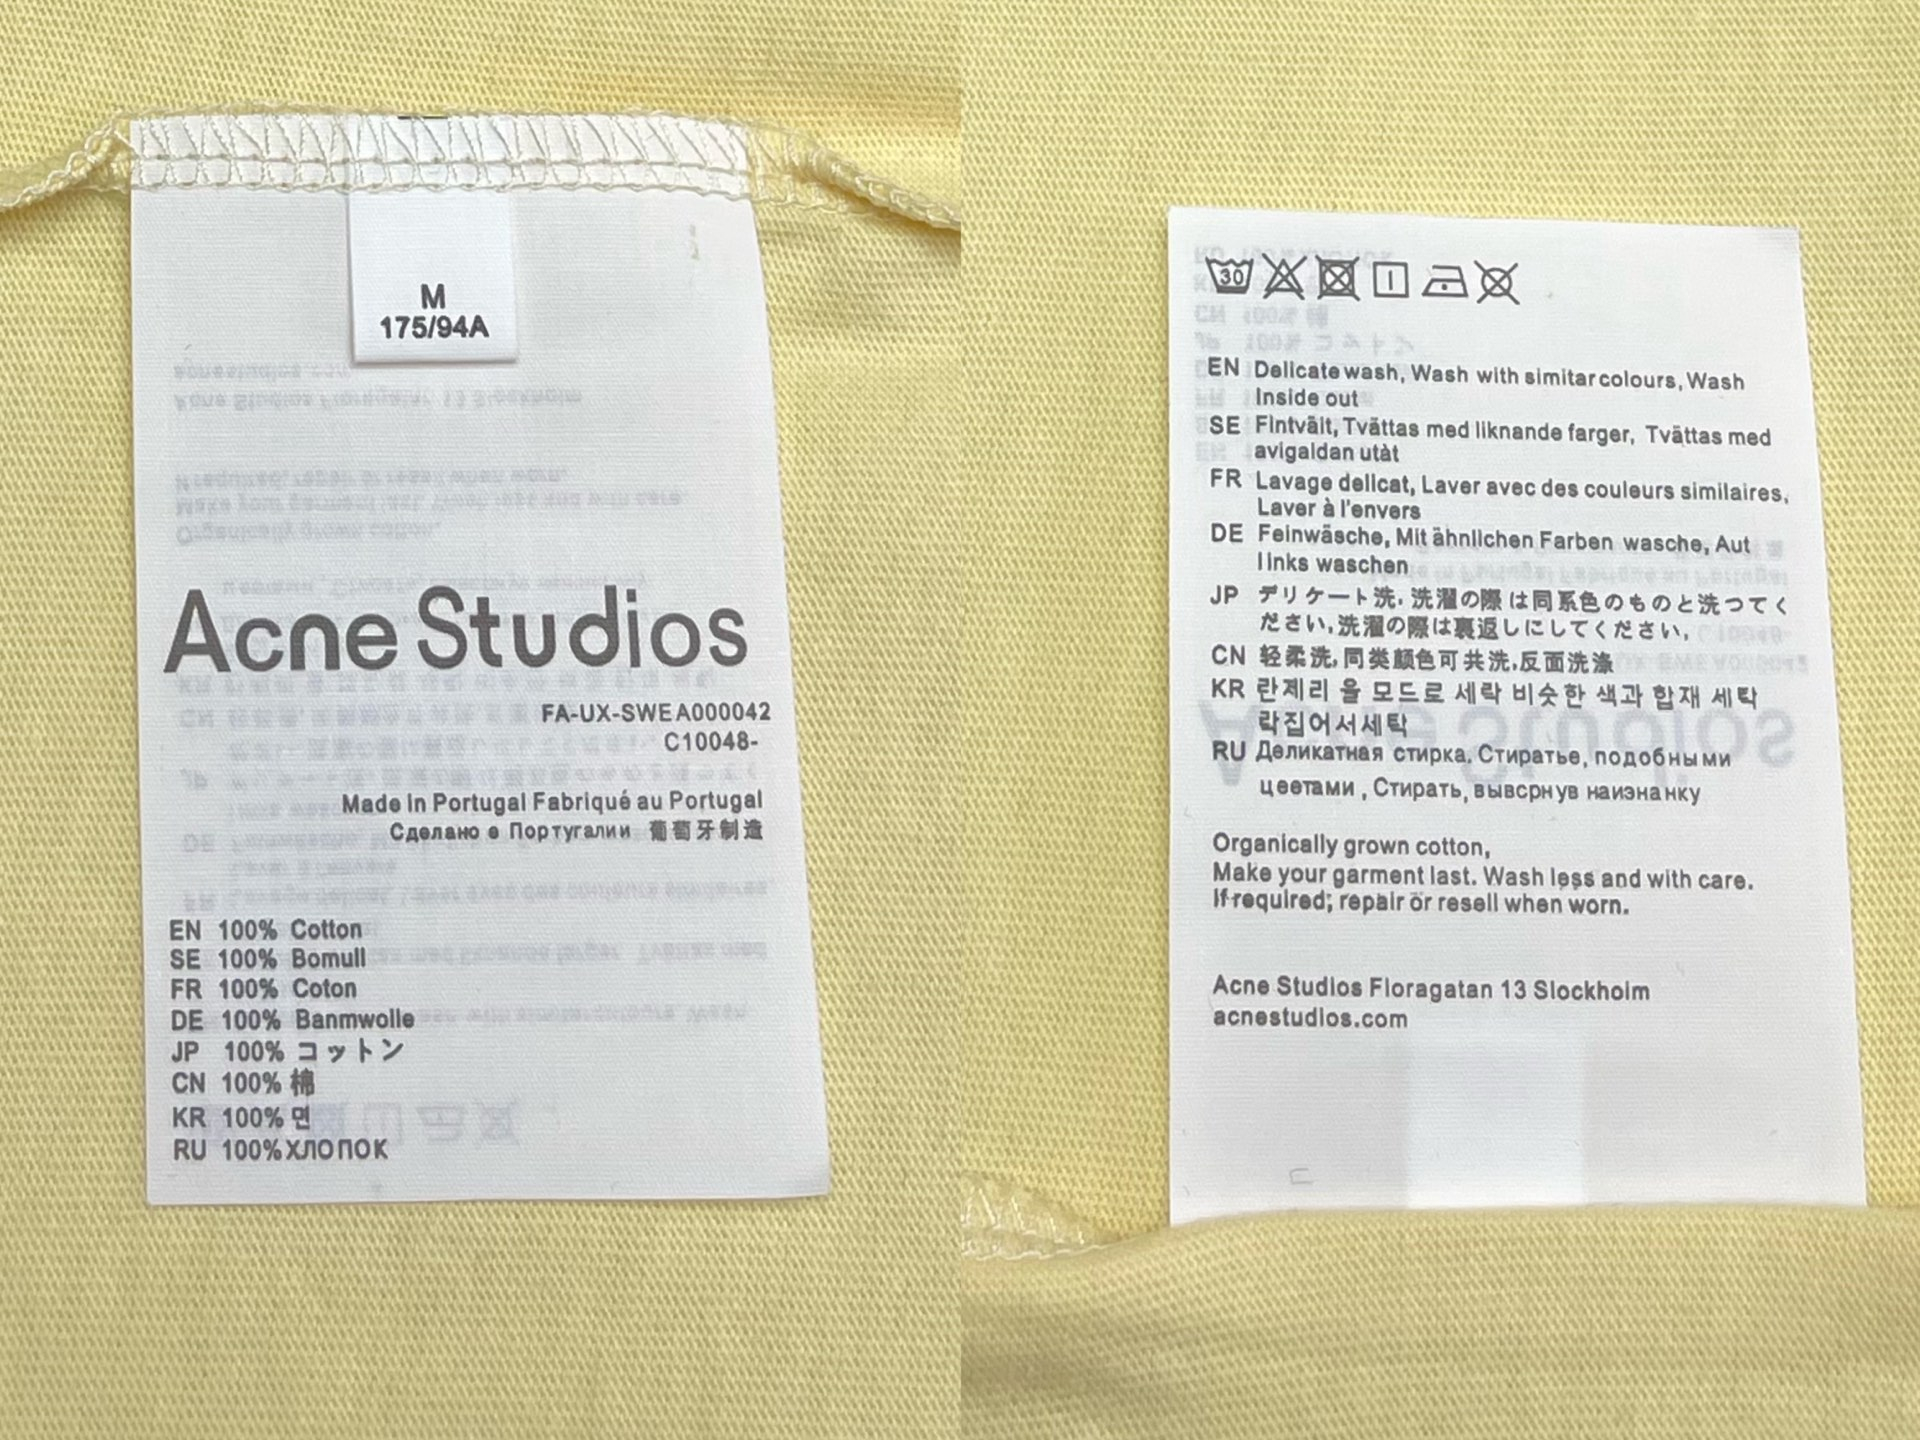 M
175/94A
Acne Studios
FA-UX-SWEA000042
C10048-
Made in Portugal Fabriqué au Portugal
Сделано в Португалии 葡萄牙制造
EN 100% Cotton
SE 100% Bomull
FR 100% Coton
DE 100% Banmwolle
JP 100% コットン
CN 100% 棉
KR 100% 면
RU 100% ХЛОПОК
30
EN Delicate wash, Wash with simitar colours, Wash
Inside out
SE Fintvält, Tvättas med liknande farger, Tvättas med
avigaldan utàt
FR Lavage delicat, Laver avec des couleurs similaires,
Laver à l'envers
DE Feinwäsche, Mit ähnlichen Farben wasche, Aut
links waschen
JP デリケート洗, 洗濯の際は同系色のものと洗つてく
ださい, 洗濯の際は裏返しにしてください,
CN 轻柔洗,同类颜色可共洗,反面洗涤
KR 란제리 을 모드로 세락 비슷한 색과 합재 세탁
락집어서세탁
RU Деликатная стирка, Стиратье, подобными
цветами , Стирать, вывсрнув наизнанку
Organically grown cotton,
Make your garment last. Wash less and with care.
If required; repair or resell when worn.
Acne Studios Floragatan 13 Slockholm
acnestudios.com